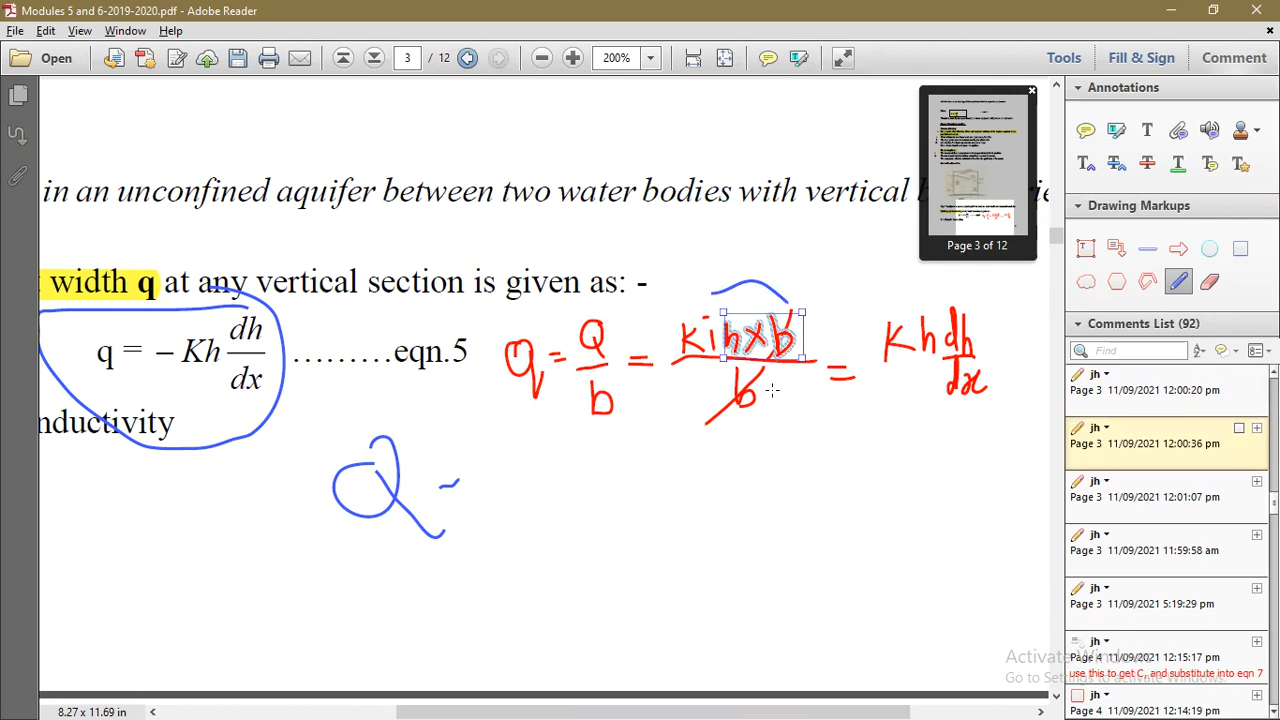 Modules 5 and 6-2019-2020.pdf - Adobe Reader
File Edit View Window Help
Open 3 / 12 200% Tools Fill & Sign Comment
Annotations
Drawing Markups
Page 3 of 12
in an unconfined aquifer between two water bodies with vertical b
width q at any vertical section is given as: -
q = – Kh dh/dx ………eqn.5
q = Q/b = kihxb/b = Kh dh/dx
nductivity
Q -
Comments List (92)
Find
jh
Page 3 11/09/2021 12:00:20 pm
jh
Page 3 11/09/2021 12:00:36 pm
jh
Page 3 11/09/2021 12:01:07 pm
jh
Page 3 11/09/2021 11:59:58 am
jh
Page 3 11/09/2021 5:19:29 pm
jh
Page 4 11/09/2021 12:15:17 pm
use this to get C, and substitute into eqn 7
jh
Page 4 11/09/2021 12:14:19 pm
Activate Windows
Go to Settings to activate Windows.
8.27 x 11.69 in